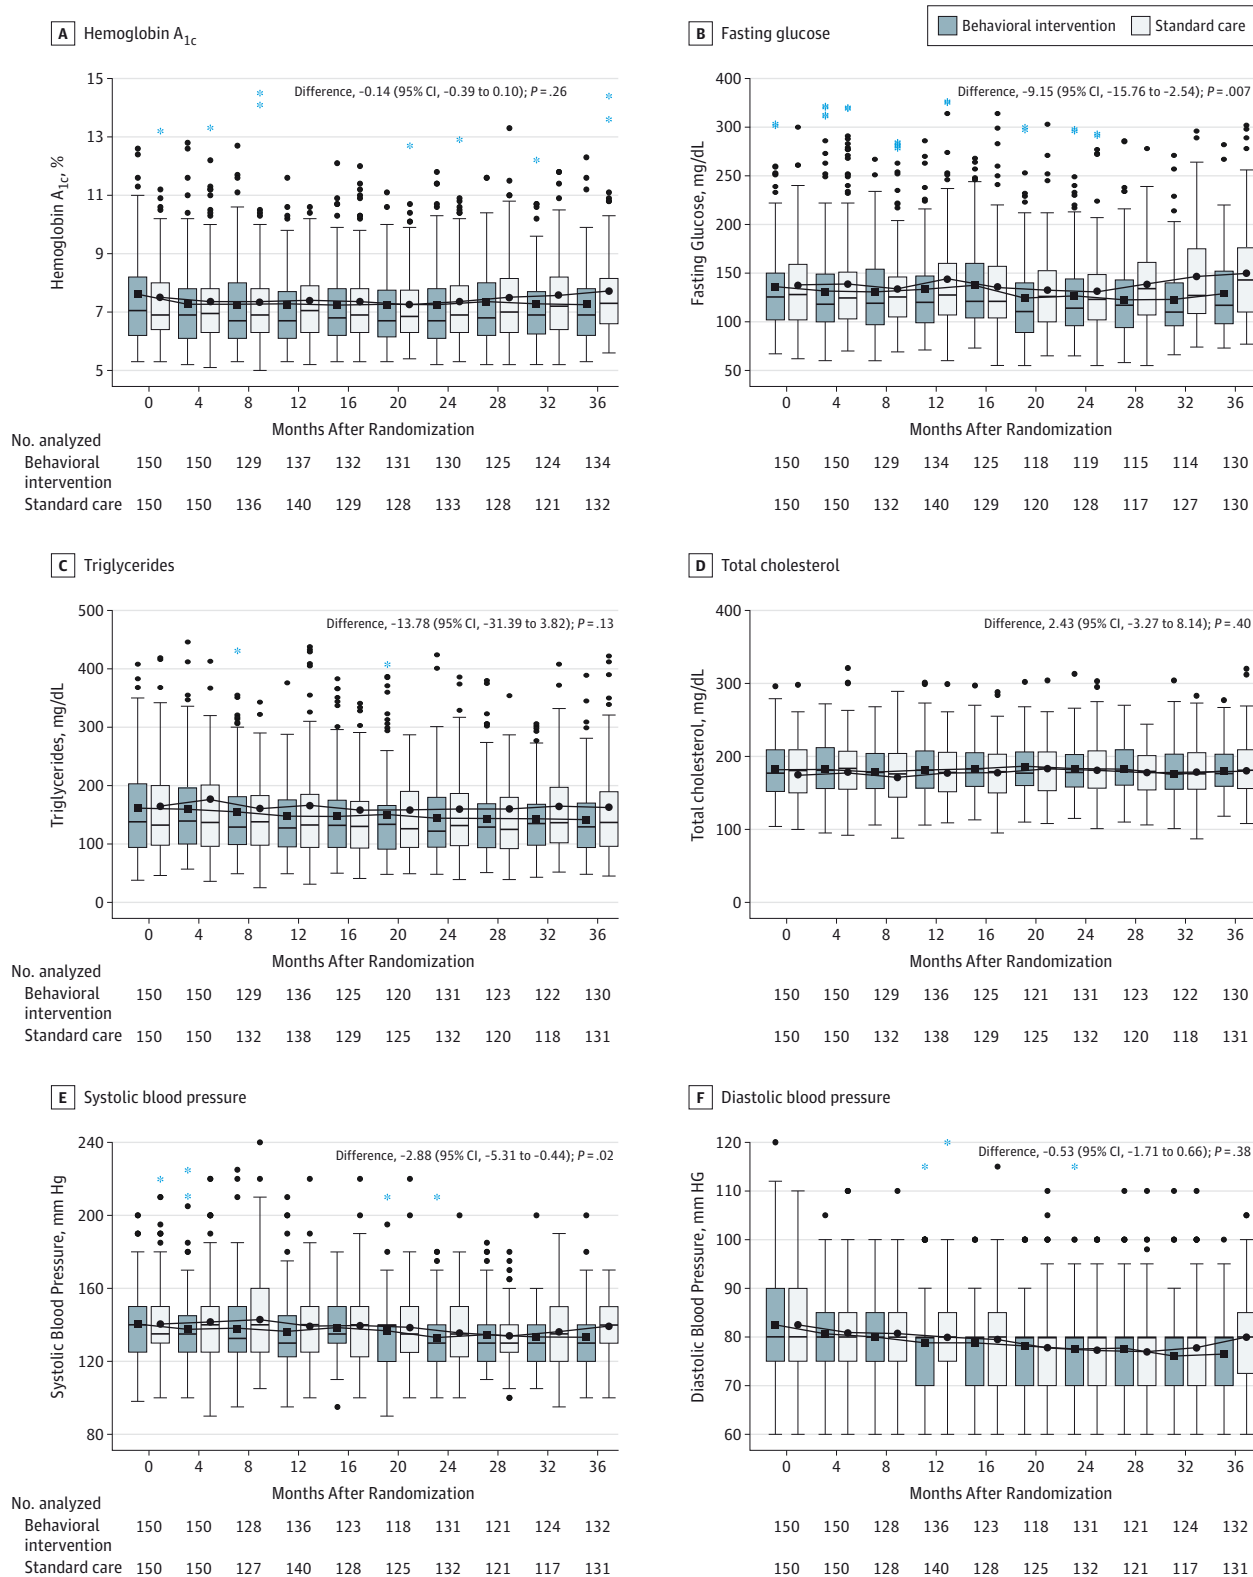 Behavioral intervention Standard care
A Hemoglobin A1c
Difference, -0.14 (95% CI, -0.39 to 0.10); P = .26
Hemoglobin A1c, %
15
13
11
9
7
5
0 4 8 12 16 20 24 28 32 36
Months After Randomization
No. analyzed
Behavioral
intervention
150 150 129 137 132 131 130 125 124 134
Standard care 150 150 136 140 129 128 133 128 121 132
B Fasting glucose
Difference, -9.15 (95% CI, -15.76 to -2.54); P = .007
Fasting Glucose, mg/dL
400
350
300
250
200
150
100
50
0 4 8 12 16 20 24 28 32 36
Months After Randomization
150 150 129 134 125 118 119 115 114 130
150 150 132 140 129 120 128 117 127 130
C Triglycerides
Difference, -13.78 (95% CI, -31.39 to 3.82); P = .13
Triglycerides, mg/dL
500
400
300
200
100
0
0 4 8 12 16 20 24 28 32 36
Months After Randomization
No. analyzed
Behavioral
intervention
150 150 129 136 125 120 131 123 122 130
Standard care 150 150 132 138 129 125 132 120 118 131
D Total cholesterol
Difference, 2.43 (95% CI, -3.27 to 8.14); P = .40
Total cholesterol, mg/dL
400
300
200
100
0
0 4 8 12 16 20 24 28 32 36
Months After Randomization
150 150 129 136 125 121 131 123 122 130
150 150 132 138 129 125 132 120 118 131
E Systolic blood pressure
Difference, -2.88 (95% CI, -5.31 to -0.44); P = .02
Systolic Blood Pressure, mm Hg
240
200
160
120
80
0 4 8 12 16 20 24 28 32 36
Months After Randomization
No. analyzed
Behavioral
intervention
150 150 128 136 123 118 131 121 124 132
Standard care 150 150 127 140 128 125 132 121 117 131
F Diastolic blood pressure
Difference, -0.53 (95% CI, -1.71 to 0.66); P = .38
Diastolic Blood Pressure, mm HG
120
110
100
90
80
70
60
0 4 8 12 16 20 24 28 32 36
Months After Randomization
150 150 128 136 123 118 131 121 124 132
150 150 128 140 128 125 132 121 117 131